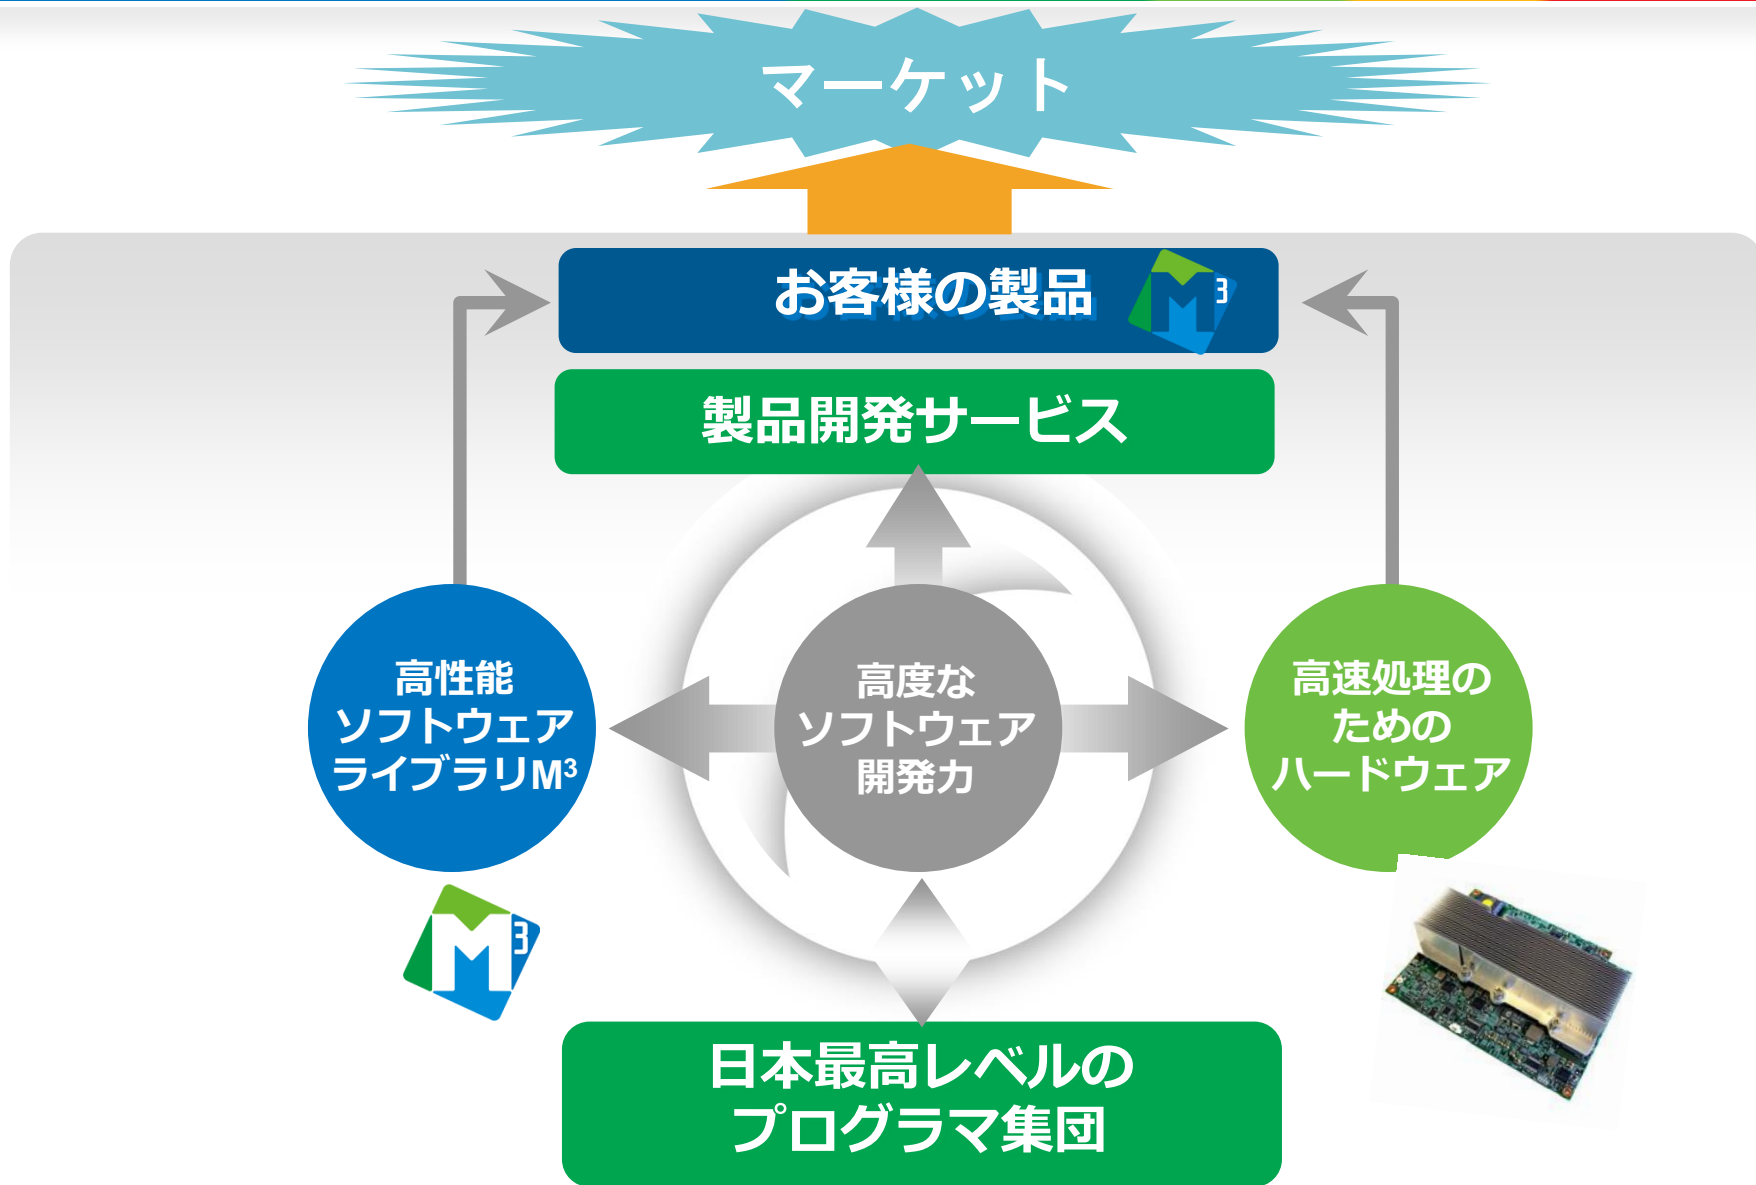 マーケット
お客様の製品
M3
製品開発サービス
高性能
ソフトウェア
ライブラリM³
高度な
ソフトウェア
開発力
高速処理の
ための
ハードウェア
M3
日本最高レベルの
プログラマ集団